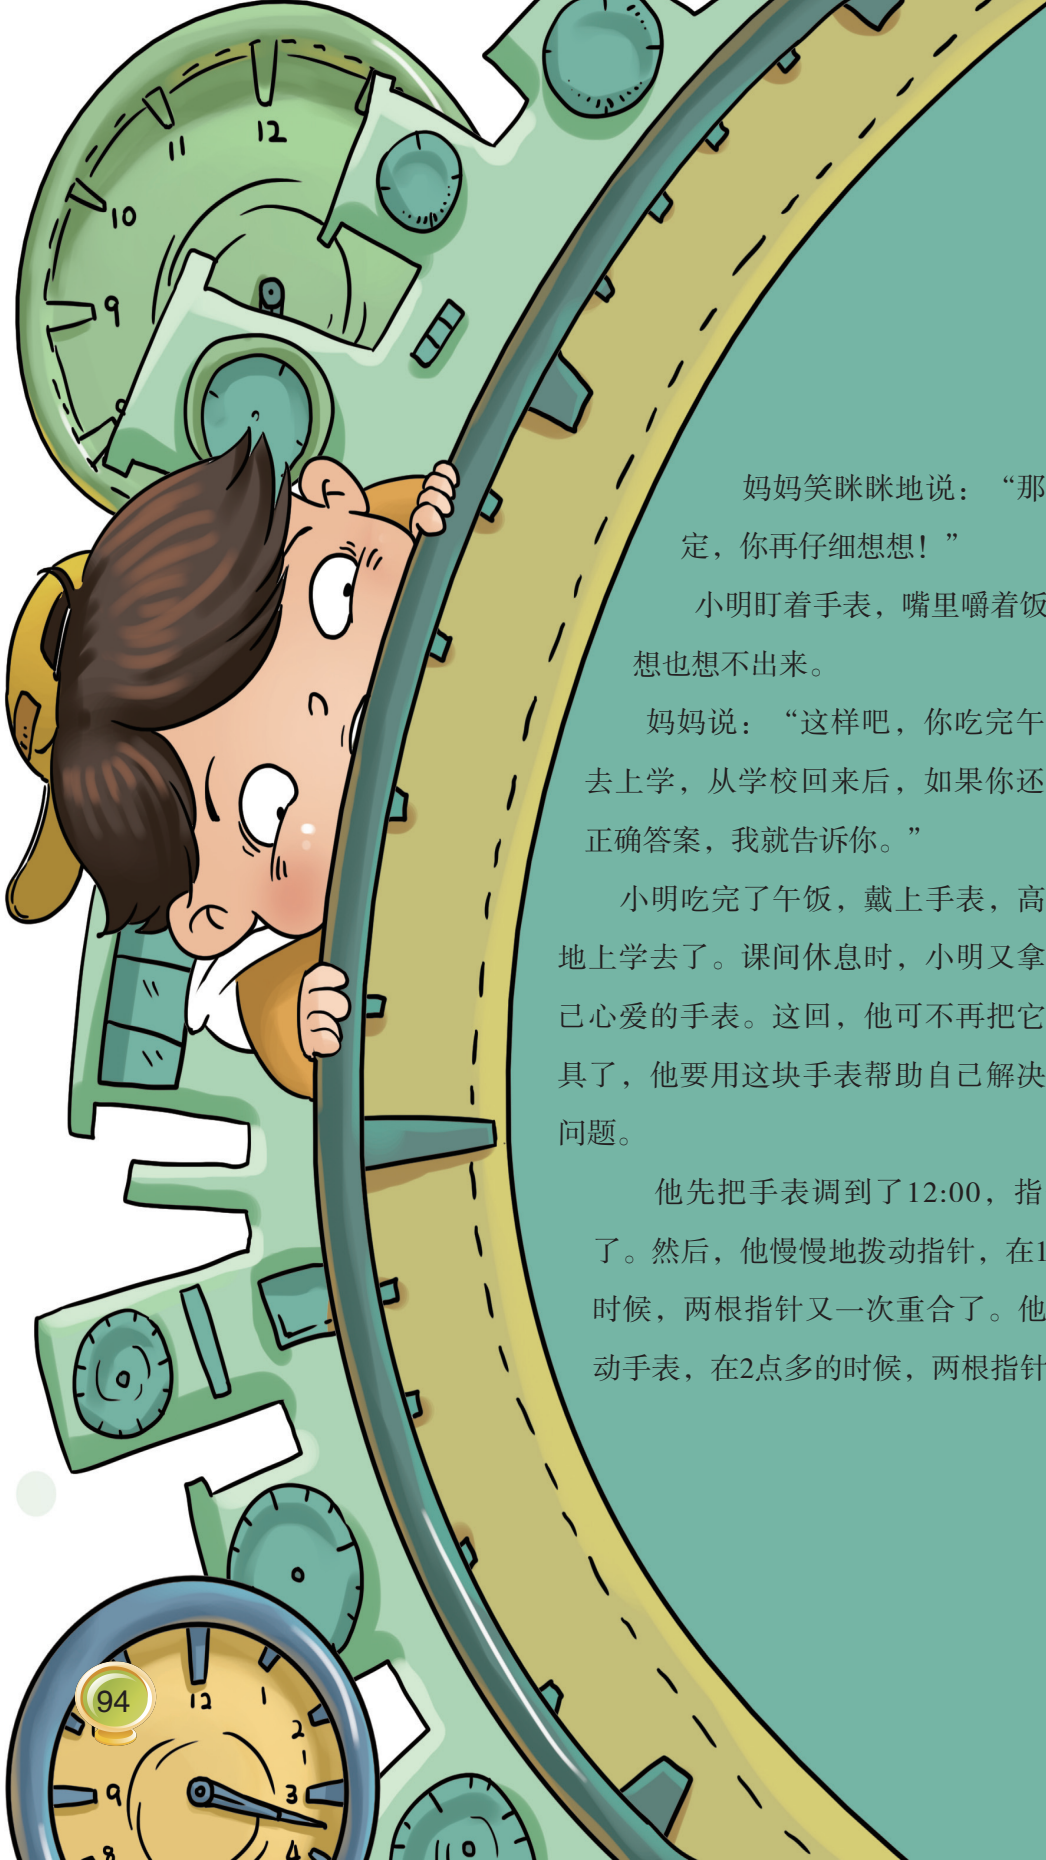 12
11
10
9
妈妈笑眯眯地说：“那
定，你再仔细想想！”
小明盯着手表，嘴里嚼着饭
想也想不出来。
妈妈说：“这样吧，你吃完午
去上学，从学校回来后，如果你还
正确答案，我就告诉你。”
小明吃完了午饭，戴上手表，高
地上学去了。课间休息时，小明又拿
己心爱的手表。这回，他可不再把它
具了，他要用这块手表帮助自己解决
问题。
他先把手表调到了12:00，指
了。然后，他慢慢地拨动指针，在1
时候，两根指针又一次重合了。他
动手表，在2点多的时候，两根指针
94
12
1
2
9
3
8
4